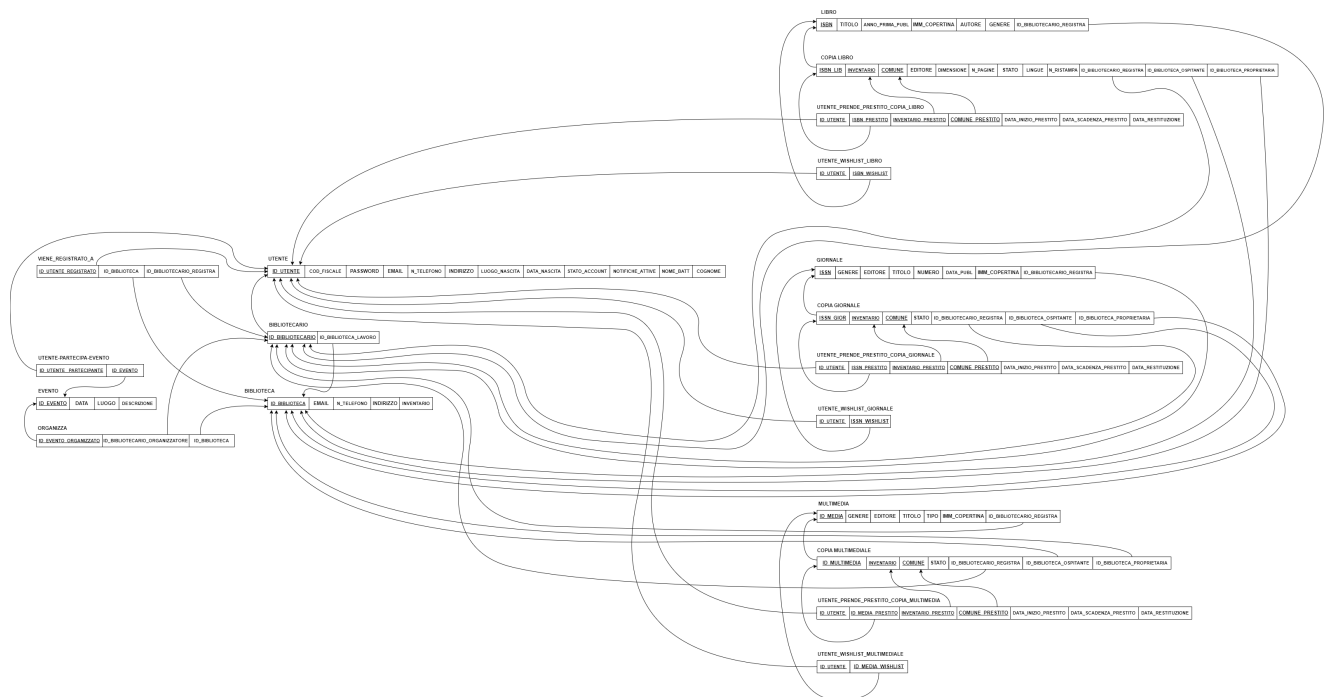 LIBRO
ISBN TITOLO ANNO_PRIMA_PUBL IMM_COPERTINA AUTORE GENERE ID_BIBLIOTECARIO_REGISTRA
COPIA LIBRO
ISBN_LIB INVENTARIO COMUNE EDITORE DIMENSIONE N_PAGINE STATO LINGUE N_RISTAMPA ID_BIBLIOTECARIO_REGISTRA ID_BIBLIOTECA_OSPITANTE ID_BIBLIOTECA_PROPRIETARIA
UTENTE_PRENDE_PRESTITO_COPIA_LIBRO
ID_UTENTE ISBN_PRESTITO INVENTARIO_PRESTITO COMUNE_PRESTITO DATA_INIZIO_PRESTITO DATA_SCADENZA_PRESTITO DATA_RESTITUZIONE
UTENTE_WISHLIST_LIBRO
ID_UTENTE ISBN_WISHLIST
VIENE_REGISTRATO_A
ID_UTENTE_REGISTRATO ID_BIBLIOTECA ID_BIBLIOTECARIO_REGISTRA
UTENTE
ID_UTENTE COD_FISCALE PASSWORD EMAIL N_TELEFONO INDIRIZZO LUOGO_NASCITA DATA_NASCITA STATO_ACCOUNT NOTIFICHE_ATTIVE NOME_BATT COGNOME
GIORNALE
ISSN GENERE EDITORE TITOLO NUMERO DATA_PUBL IMM_COPERTINA ID_BIBLIOTECARIO_REGISTRA
COPIA GIORNALE
ISSN_GIOR INVENTARIO COMUNE STATO ID_BIBLIOTECARIO_REGISTRA ID_BIBLIOTECA_OSPITANTE ID_BIBLIOTECA_PROPRIETARIA
BIBLIOTECARIO
ID_BIBLIOTECARIO ID_BIBLIOTECA_LAVORO
UTENTE-PARTECIPA-EVENTO
ID_UTENTE_PARTECIPANTE ID_EVENTO
UTENTE_PRENDE_PRESTITO_COPIA_GIORNALE
ID_UTENTE ISSN_PRESTITO INVENTARIO_PRESTITO COMUNE_PRESTITO DATA_INIZIO_PRESTITO DATA_SCADENZA_PRESTITO DATA_RESTITUZIONE
EVENTO
ID_EVENTO DATA LUOGO DESCRIZIONE
BIBLIOTECA
ID_BIBLIOTECA EMAIL N_TELEFONO INDIRIZZO INVENTARIO
UTENTE_WISHLIST_GIORNALE
ID_UTENTE ISSN_WISHLIST
ORGANIZZA
ID_EVENTO_ORGANIZZATO ID_BIBLIOTECARIO_ORGANIZZATORE ID_BIBLIOTECA
MULTIMEDIA
ID_MEDIA GENERE EDITORE TITOLO TIPO IMM_COPERTINA ID_BIBLIOTECARIO_REGISTRA
COPIA MULTIMEDIALE
ID_MULTIMEDIA INVENTARIO COMUNE STATO ID_BIBLIOTECARIO_REGISTRA ID_BIBLIOTECA_OSPITANTE ID_BIBLIOTECA_PROPRIETARIA
UTENTE_PRENDE_PRESTITO_COPIA_MULTIMEDIA
ID_UTENTE ID_MEDIA_PRESTITO INVENTARIO_PRESTITO COMUNE_PRESTITO DATA_INIZIO_PRESTITO DATA_SCADENZA_PRESTITO DATA_RESTITUZIONE
UTENTE_WISHLIST_MULTIMEDIALE
ID_UTENTE ID_MEDIA_WISHLIST